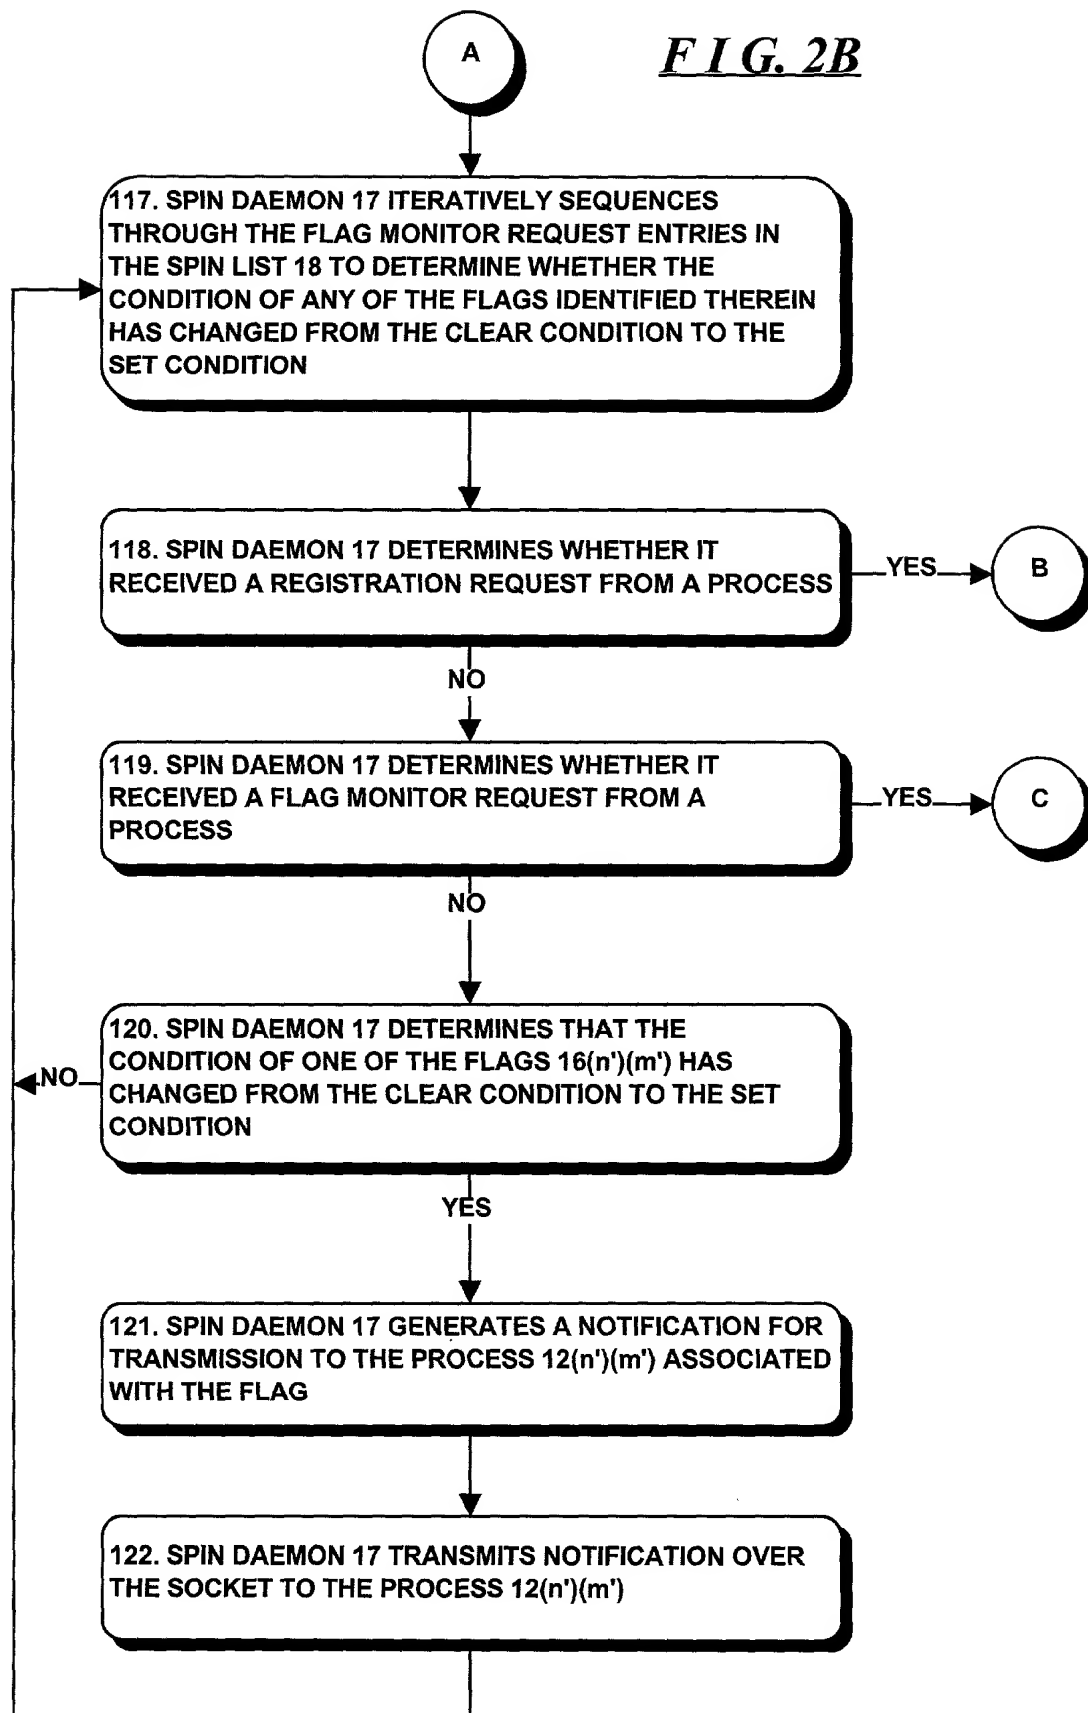 A
F I G. 2B
117. SPIN DAEMON 17 ITERATIVELY SEQUENCES
THROUGH THE FLAG MONITOR REQUEST ENTRIES IN
THE SPIN LIST 18 TO DETERMINE WHETHER THE
CONDITION OF ANY OF THE FLAGS IDENTIFIED THEREIN
HAS CHANGED FROM THE CLEAR CONDITION TO THE
SET CONDITION
118. SPIN DAEMON 17 DETERMINES WHETHER IT
RECEIVED A REGISTRATION REQUEST FROM A PROCESS
YES
B
NO
119. SPIN DAEMON 17 DETERMINES WHETHER IT
RECEIVED A FLAG MONITOR REQUEST FROM A
PROCESS
YES
C
NO
120. SPIN DAEMON 17 DETERMINES THAT THE
CONDITION OF ONE OF THE FLAGS 16(n')(m') HAS
CHANGED FROM THE CLEAR CONDITION TO THE SET
CONDITION
NO
YES
121. SPIN DAEMON 17 GENERATES A NOTIFICATION FOR
TRANSMISSION TO THE PROCESS 12(n')(m') ASSOCIATED
WITH THE FLAG
122. SPIN DAEMON 17 TRANSMITS NOTIFICATION OVER
THE SOCKET TO THE PROCESS 12(n')(m')